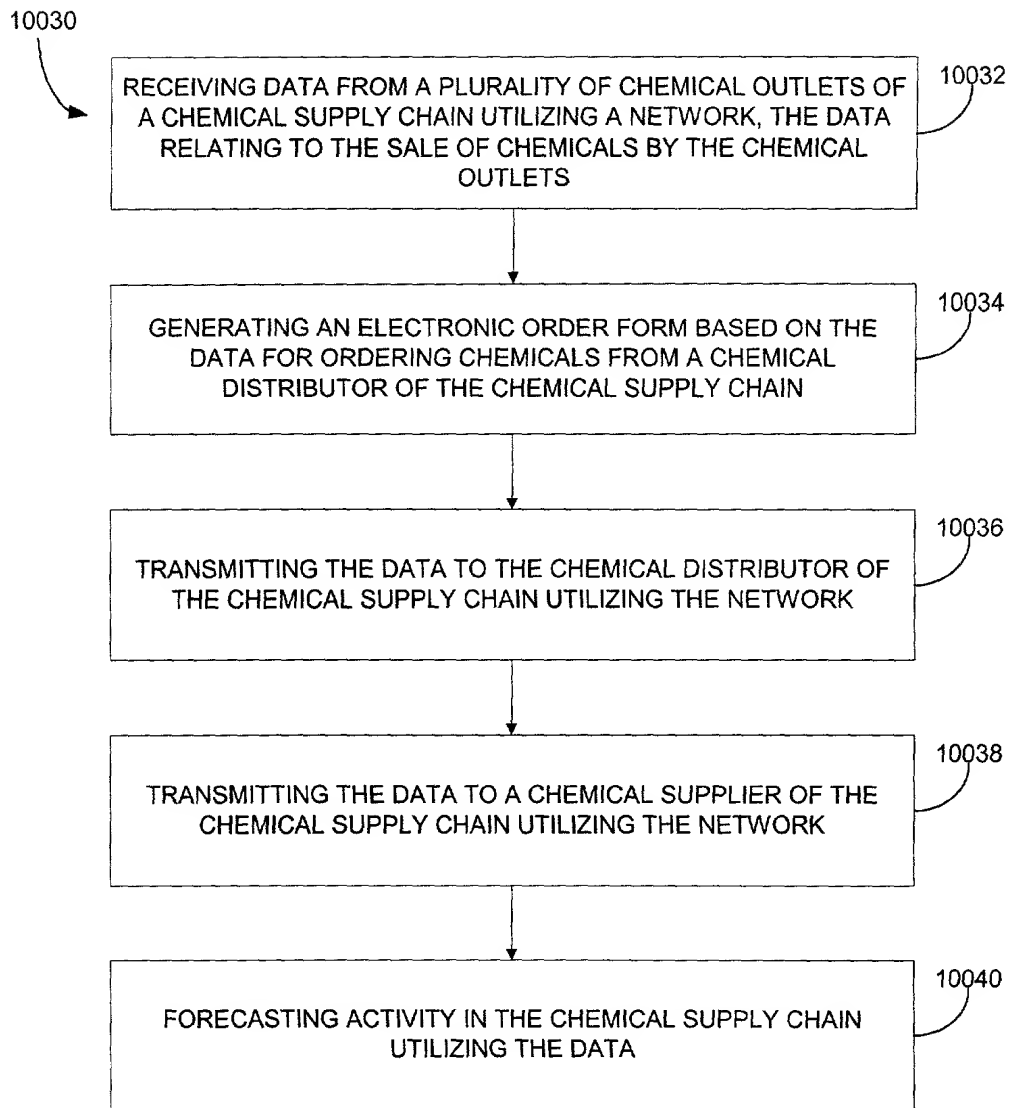 10030
10032
RECEIVING DATA FROM A PLURALITY OF CHEMICAL OUTLETS OF
A CHEMICAL SUPPLY CHAIN UTILIZING A NETWORK, THE DATA
RELATING TO THE SALE OF CHEMICALS BY THE CHEMICAL
OUTLETS
10034
GENERATING AN ELECTRONIC ORDER FORM BASED ON THE
DATA FOR ORDERING CHEMICALS FROM A CHEMICAL
DISTRIBUTOR OF THE CHEMICAL SUPPLY CHAIN
10036
TRANSMITTING THE DATA TO THE CHEMICAL DISTRIBUTOR OF
THE CHEMICAL SUPPLY CHAIN UTILIZING THE NETWORK
10038
TRANSMITTING THE DATA TO A CHEMICAL SUPPLIER OF THE
CHEMICAL SUPPLY CHAIN UTILIZING THE NETWORK
10040
FORECASTING ACTIVITY IN THE CHEMICAL SUPPLY CHAIN
UTILIZING THE DATA